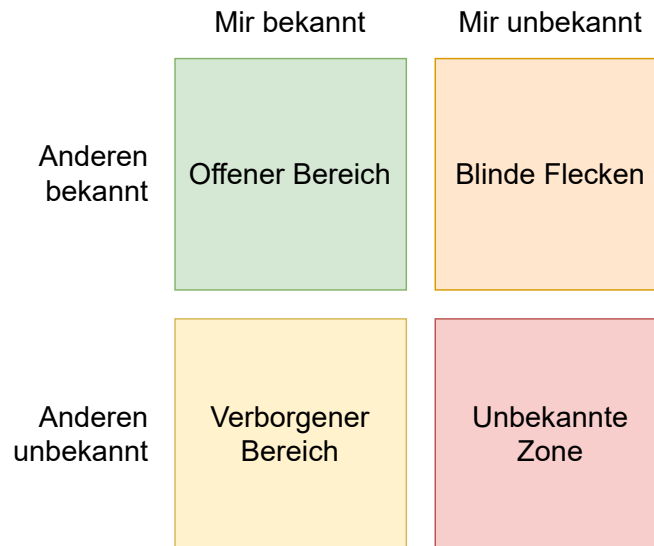 Mir bekannt
Mir unbekannt
Anderen
bekannt
Offener Bereich
Blinde Flecken
Anderen
unbekannt
Verborgener
Bereich
Unbekannte
Zone